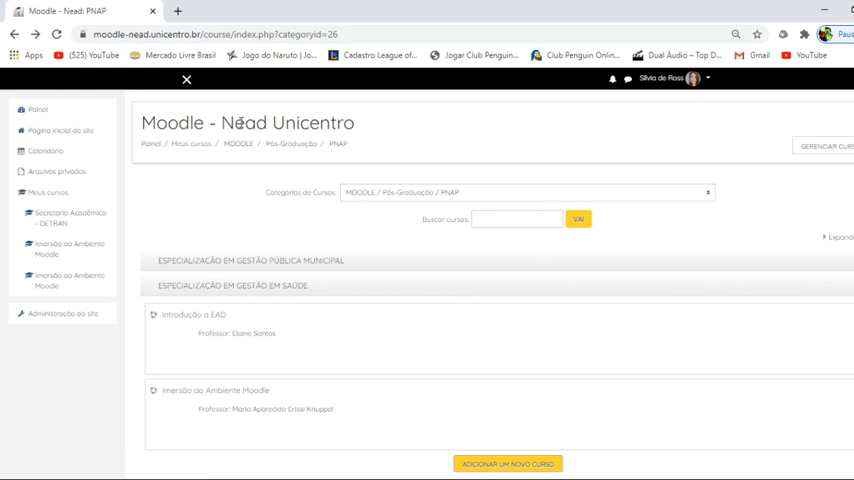 Moodle - Nead: PNAP
moodle-nead.unicentro.br/course/index.php?categoryid=26
Paus
Apps
(525) YouTube
Mercado Livre Brasil
Jogo do Naruto | Jo...
Cadastro League of...
Jogar Club Penguin...
Club Penguin Onlin...
Dual Áudio – Top D...
Gmail
YouTube
Silvia de Ross
Painel
Página inicial do site
Calendário
Arquivos privados
Meus cursos
Secretaria Acadêmica
- DETRAN
Imersão ao Ambiente
Moodle
Imersão ao Ambiente
Moodle
Administração do site
Moodle - Nead Unicentro
Painel / Meus cursos / MOODLE / Pós-Graduação / PNAP
GERENCIAR CURS
Categorias de Cursos: MOODLE / Pós-Graduação / PNAP
Buscar cursos: VAI
Expandi
ESPECIALIZAÇÃO EM GESTÃO PÚBLICA MUNICIPAL
ESPECIALIZAÇÃO EM GESTÃO EM SAÚDE
Introdução a EAD
Professor: Elaine Santos
Imersão ao Ambiente Moodle
Professor: Maria Aparecida Crissi Knuppel
ADICIONAR UM NOVO CURSO